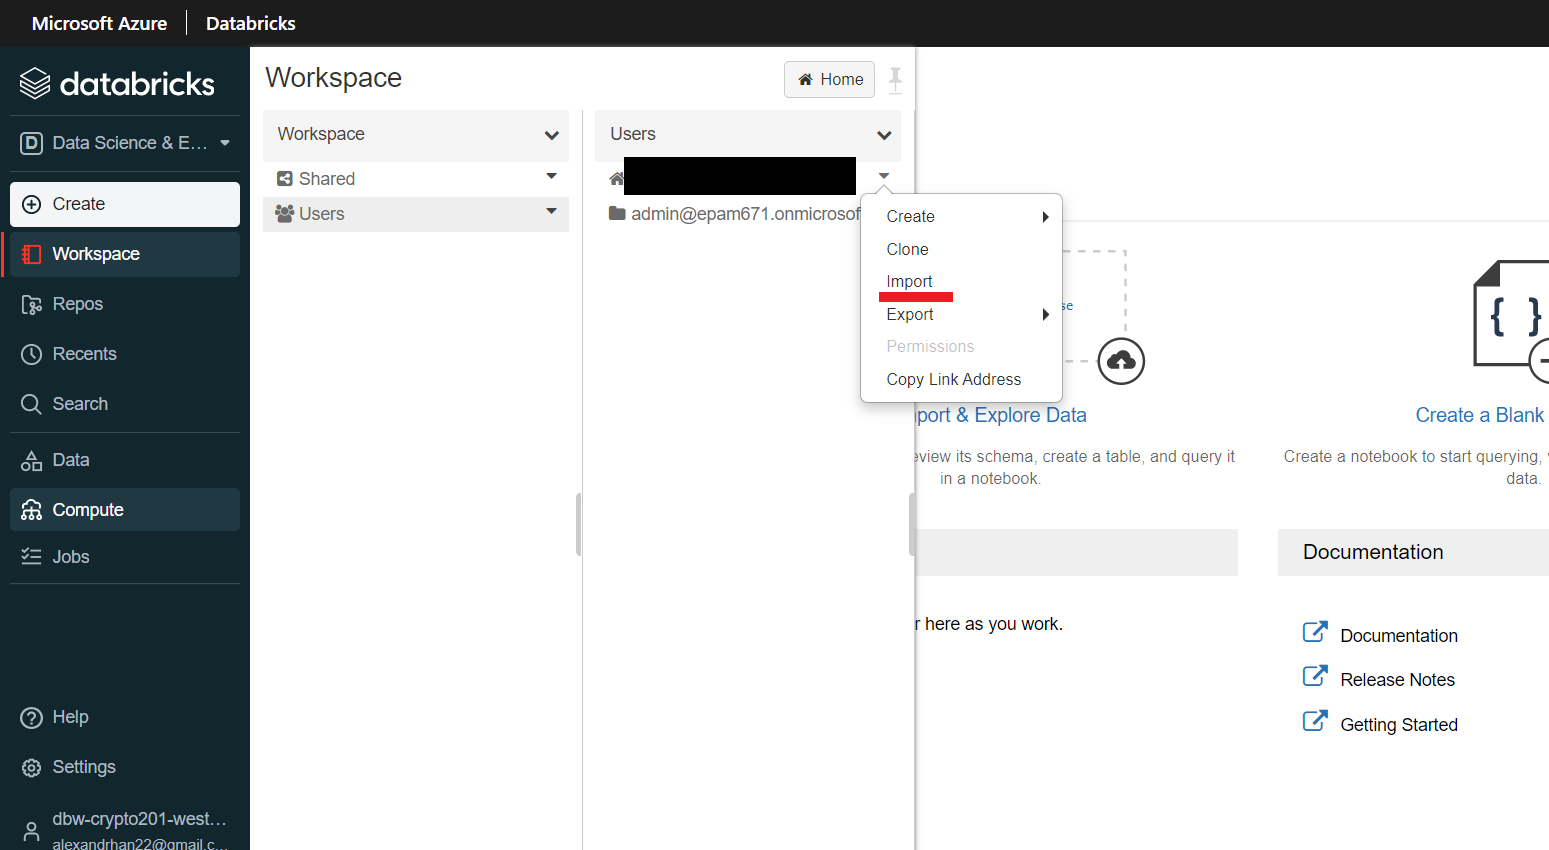 Microsoft Azure
Databricks
databricks
Data Science & E...
Create
Workspace
Repos
Recents
Search
Data
Compute
Jobs
Help
Settings
dbw-crypto201-west...
alexandrhan22@gmail.c...
Workspace
Home
Workspace
Shared
Users
Users
admin@epam671.onmicrosof
Create
Clone
Import
Export
Permissions
Copy Link Address
se
port & Explore Data
eview its schema, create a table, and query it
in a notebook.
{ }
Create a Blank
Create a notebook to start querying,
data.
r here as you work.
Documentation
Documentation
Release Notes
Getting Started